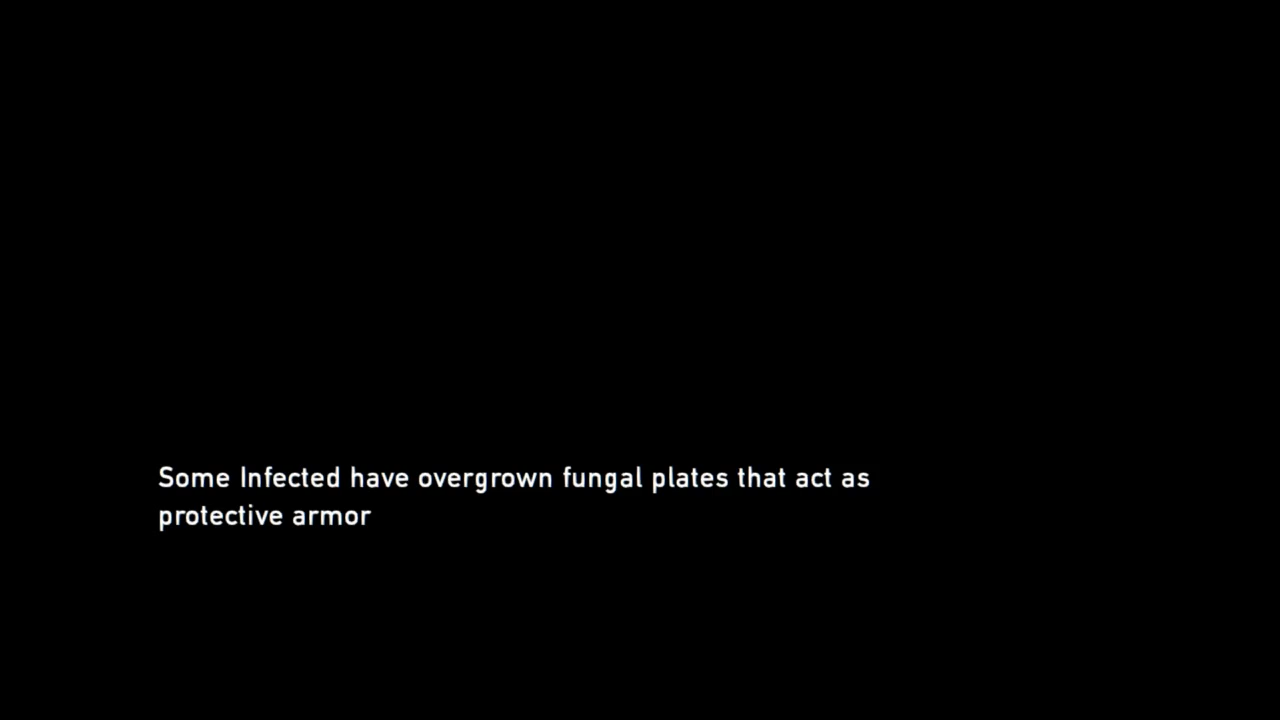 Some Infected have overgrown fungal plates that act as
protective armor